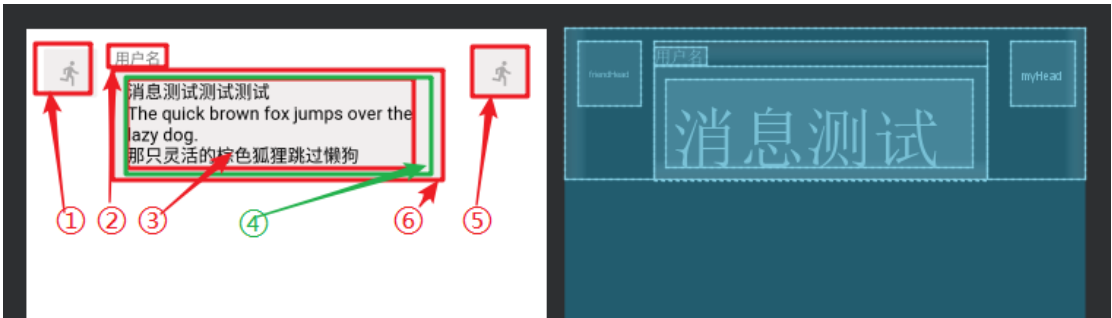 用户名
消息测试测试测试
The quick brown fox jumps over the
lazy dog.
那只灵活的棕色狐狸跳过懒狗
① ② ③ ④ ⑥ ⑤
用户名
friendHead
myHead
消息测试